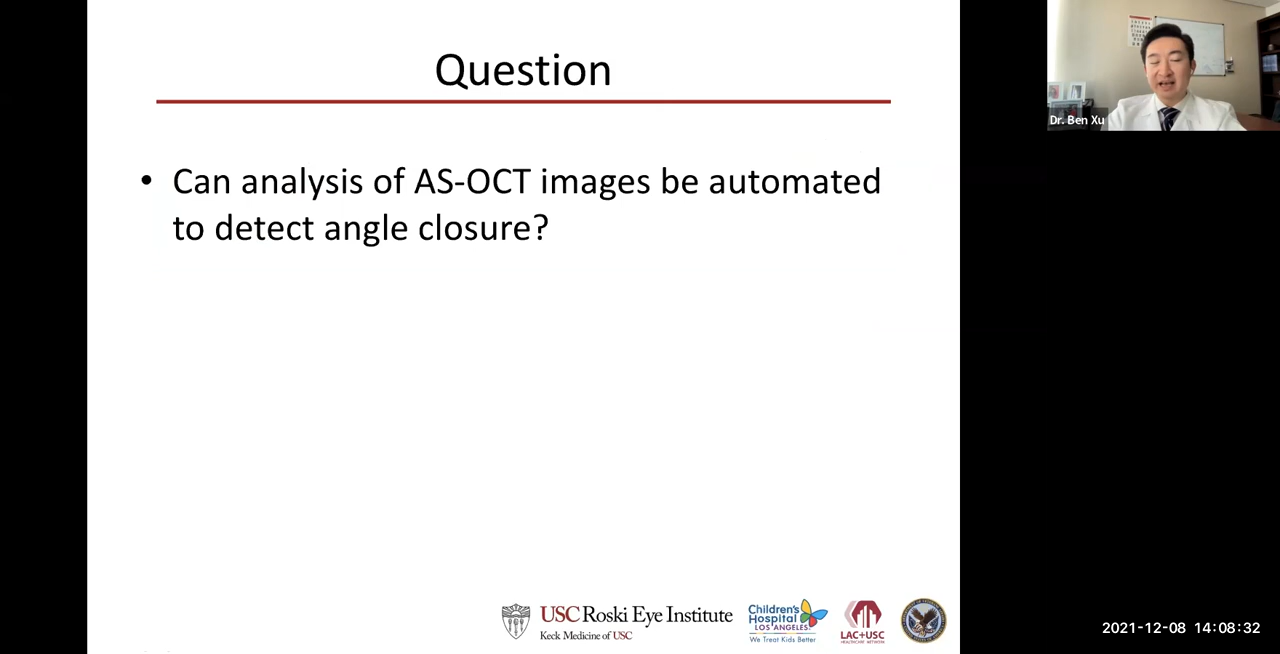 Question
• Can analysis of AS-OCT images be automated
to detect angle closure?
USC Roski Eye Institute
Keck Medicine of USC
Children's
Hospital
LOS ANGELES
We Treat Kids Better
LAC+USC
HEALTHCARE NETWORK
Dr. Ben Xu
2021-12-08 14:08:32